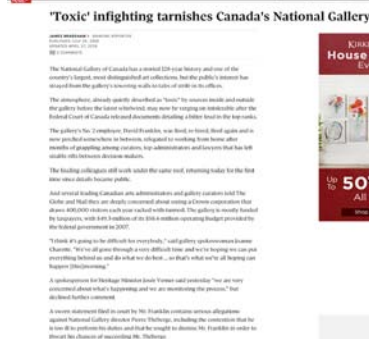 'Toxic' infighting tarnishes Canada's National Gallery
JAMES BRADSHAW
The National Gallery of Canada has a storied 128-year history and one of the
country's largest, most distinguished art collections, but the public's interest has
strayed from the gallery's towering walls to tales of strife in its offices.
The atmosphere, already quietly described as "toxic" by sources inside and outside
the gallery before the latest whirlwind, may now be verging on intolerable after the
Federal Court of Canada released documents detailing a bitter feud in the top ranks.
The gallery's No. 2 employee, David Franklin, was fired, re-hired, fired again and is
now perched somewhere in between, relegated to working from home after
months of grappling among curators, top administrators and lawyers that has left
sizable rifts between decision makers.
The feuding colleagues still work under the same roof, returning today for the first
time since details became public.
And several leading Canadian arts administrators and gallery curators told The
Globe and Mail they are deeply concerned about seeing a Crown corporation that
draws 400,000 visitors each year racked with turmoil. The gallery is mostly funded
by taxpayers, with $49.3-million of its operating budget provided by
the federal government in 2007.
"I think it's going to be difficult for everybody," said gallery spokeswoman Joanne
Charette. "We've all gone through a very difficult time and we're hoping we can put
everything behind us and do what we do best ... so that's what we're all hoping can
happen [this] morning."
A spokesperson for Heritage Minister Josée Verner said yesterday "we are very
concerned about what's happening and we are monitoring the process," but
declined further comment.
A sworn statement filed in court by Mr. Franklin contains serious allegations
against National Gallery director Pierre Théberge, including the contention that he
is too ill to perform his duties and that he sought to dismiss Mr. Franklin in order to
thwart his chances of succeeding Mr. Théberge.
KIRK
House
Ev
Up
To
50
All
Shop